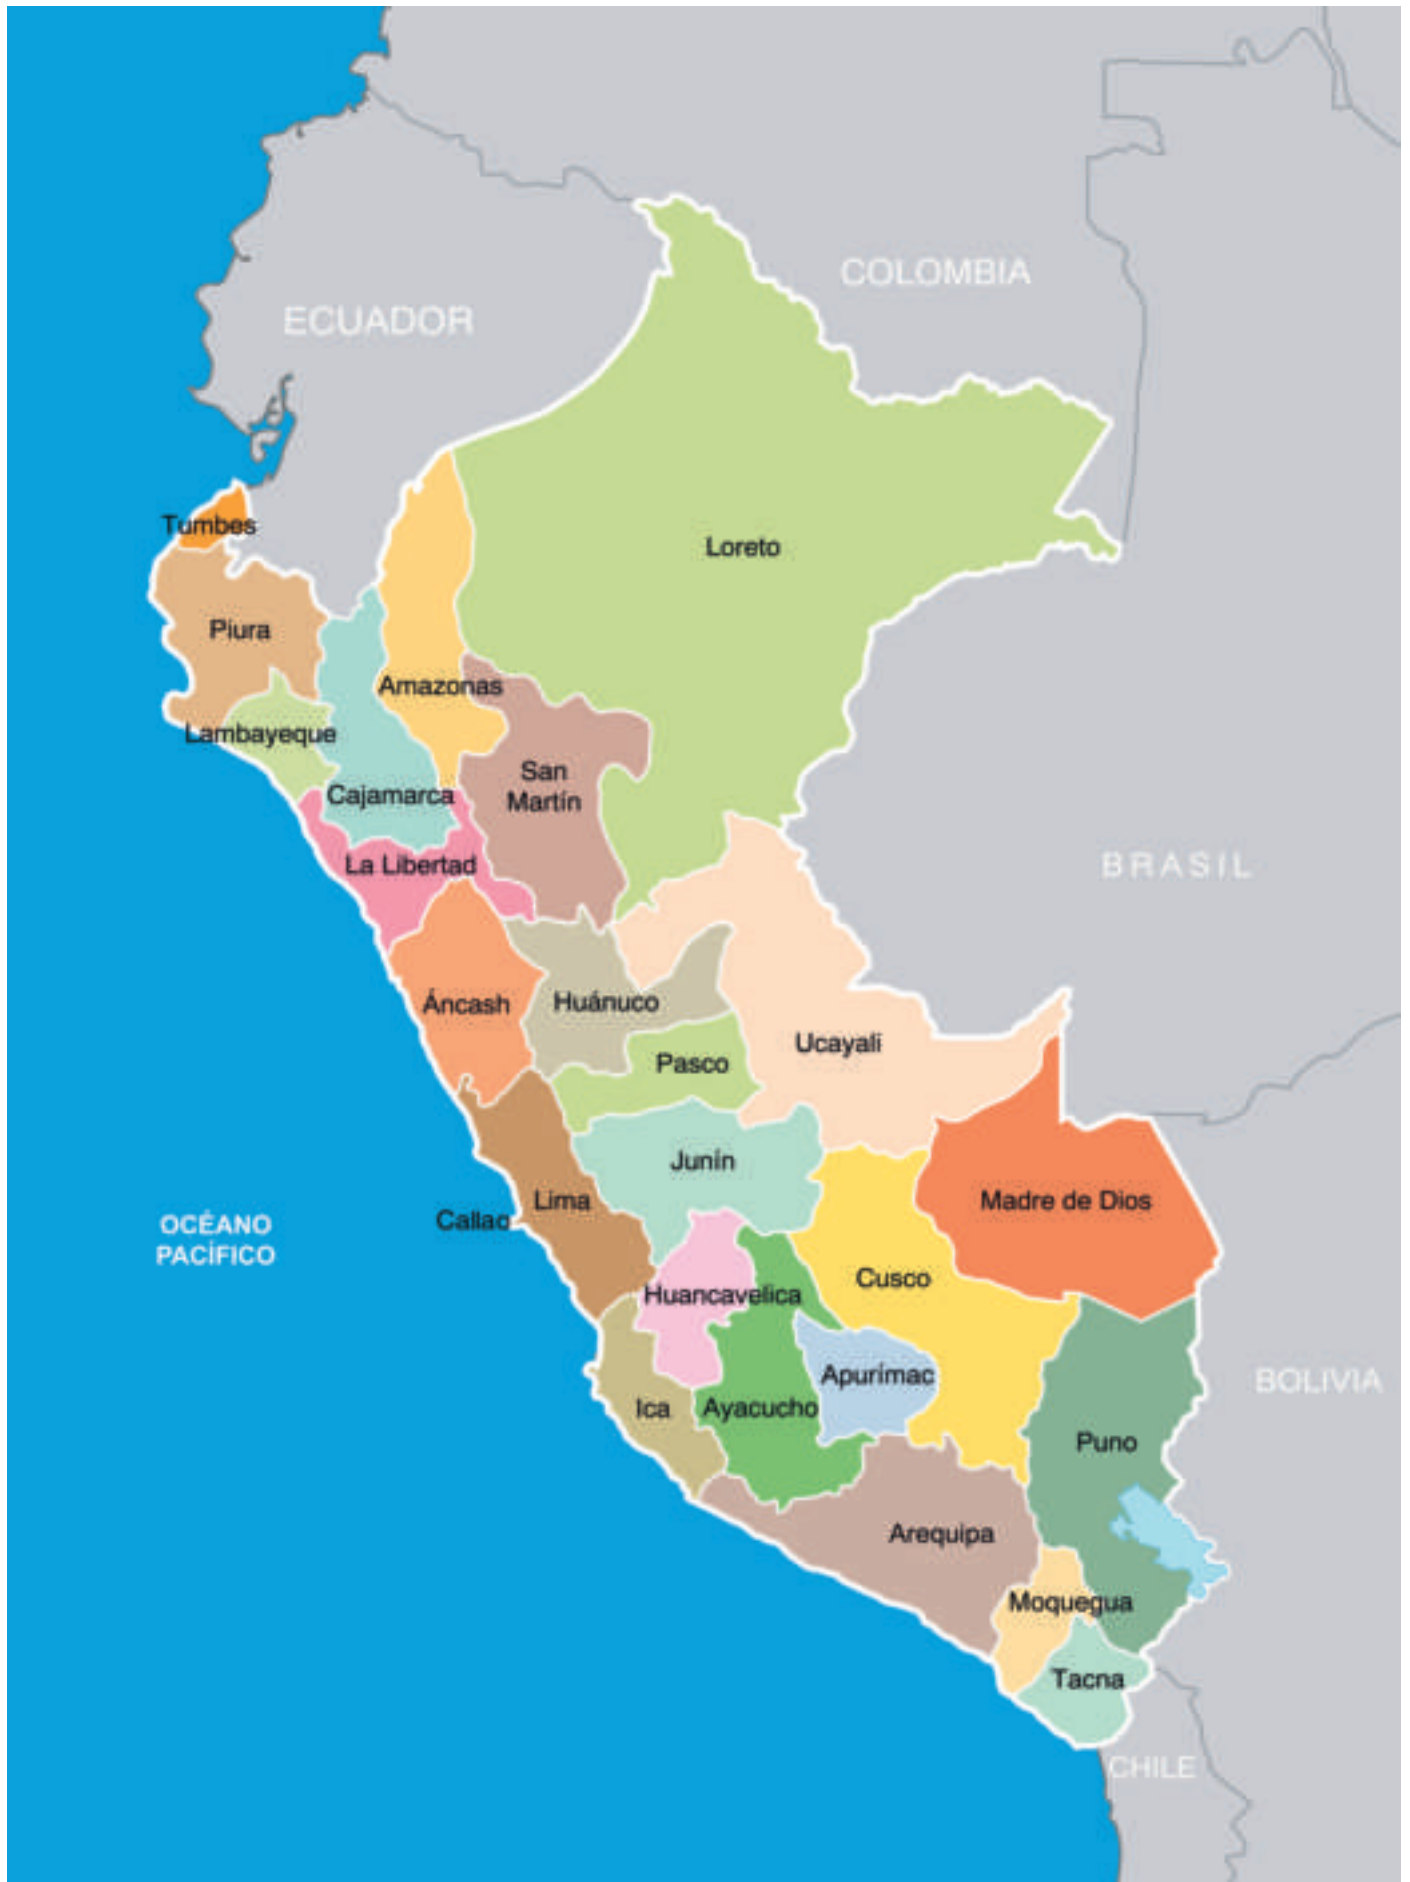 COLOMBIA
ECUADOR
Tumbes
Loreto
Piura
Amazonas
Lambayeque
San
Martín
Cajamarca
La Libertad
BRASIL
Áncash
Huánuco
Ucayali
Pasco
Junín
Madre de Dios
Lima
Callao
OCÉANO
PACÍFICO
Cusco
Huancavelica
Apurímac
BOLIVIA
Ica
Ayacucho
Puno
Arequipa
Moquegua
Tacna
CHILE